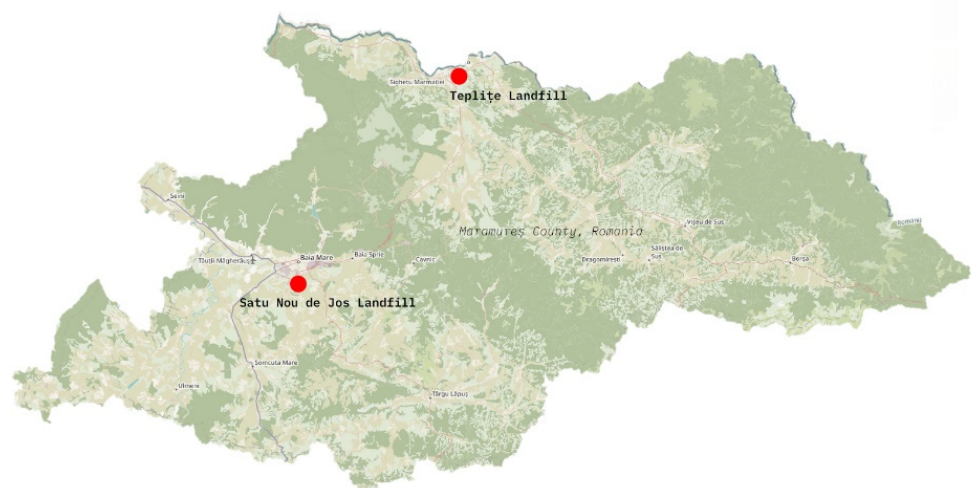 Sighetu Marmației
Teplițe Landfill
Seini
Maramureș County, Romania
Vișeu de Sus
Tăuții Măgherăuș
Baia Mare
Baia Sprie
Cavnic
Dragomirești
Săliștea de
Sus
Borșa
Satu Nou de Jos Landfill
Șomcuta Mare
Ulmeni
Târgu Lăpuș